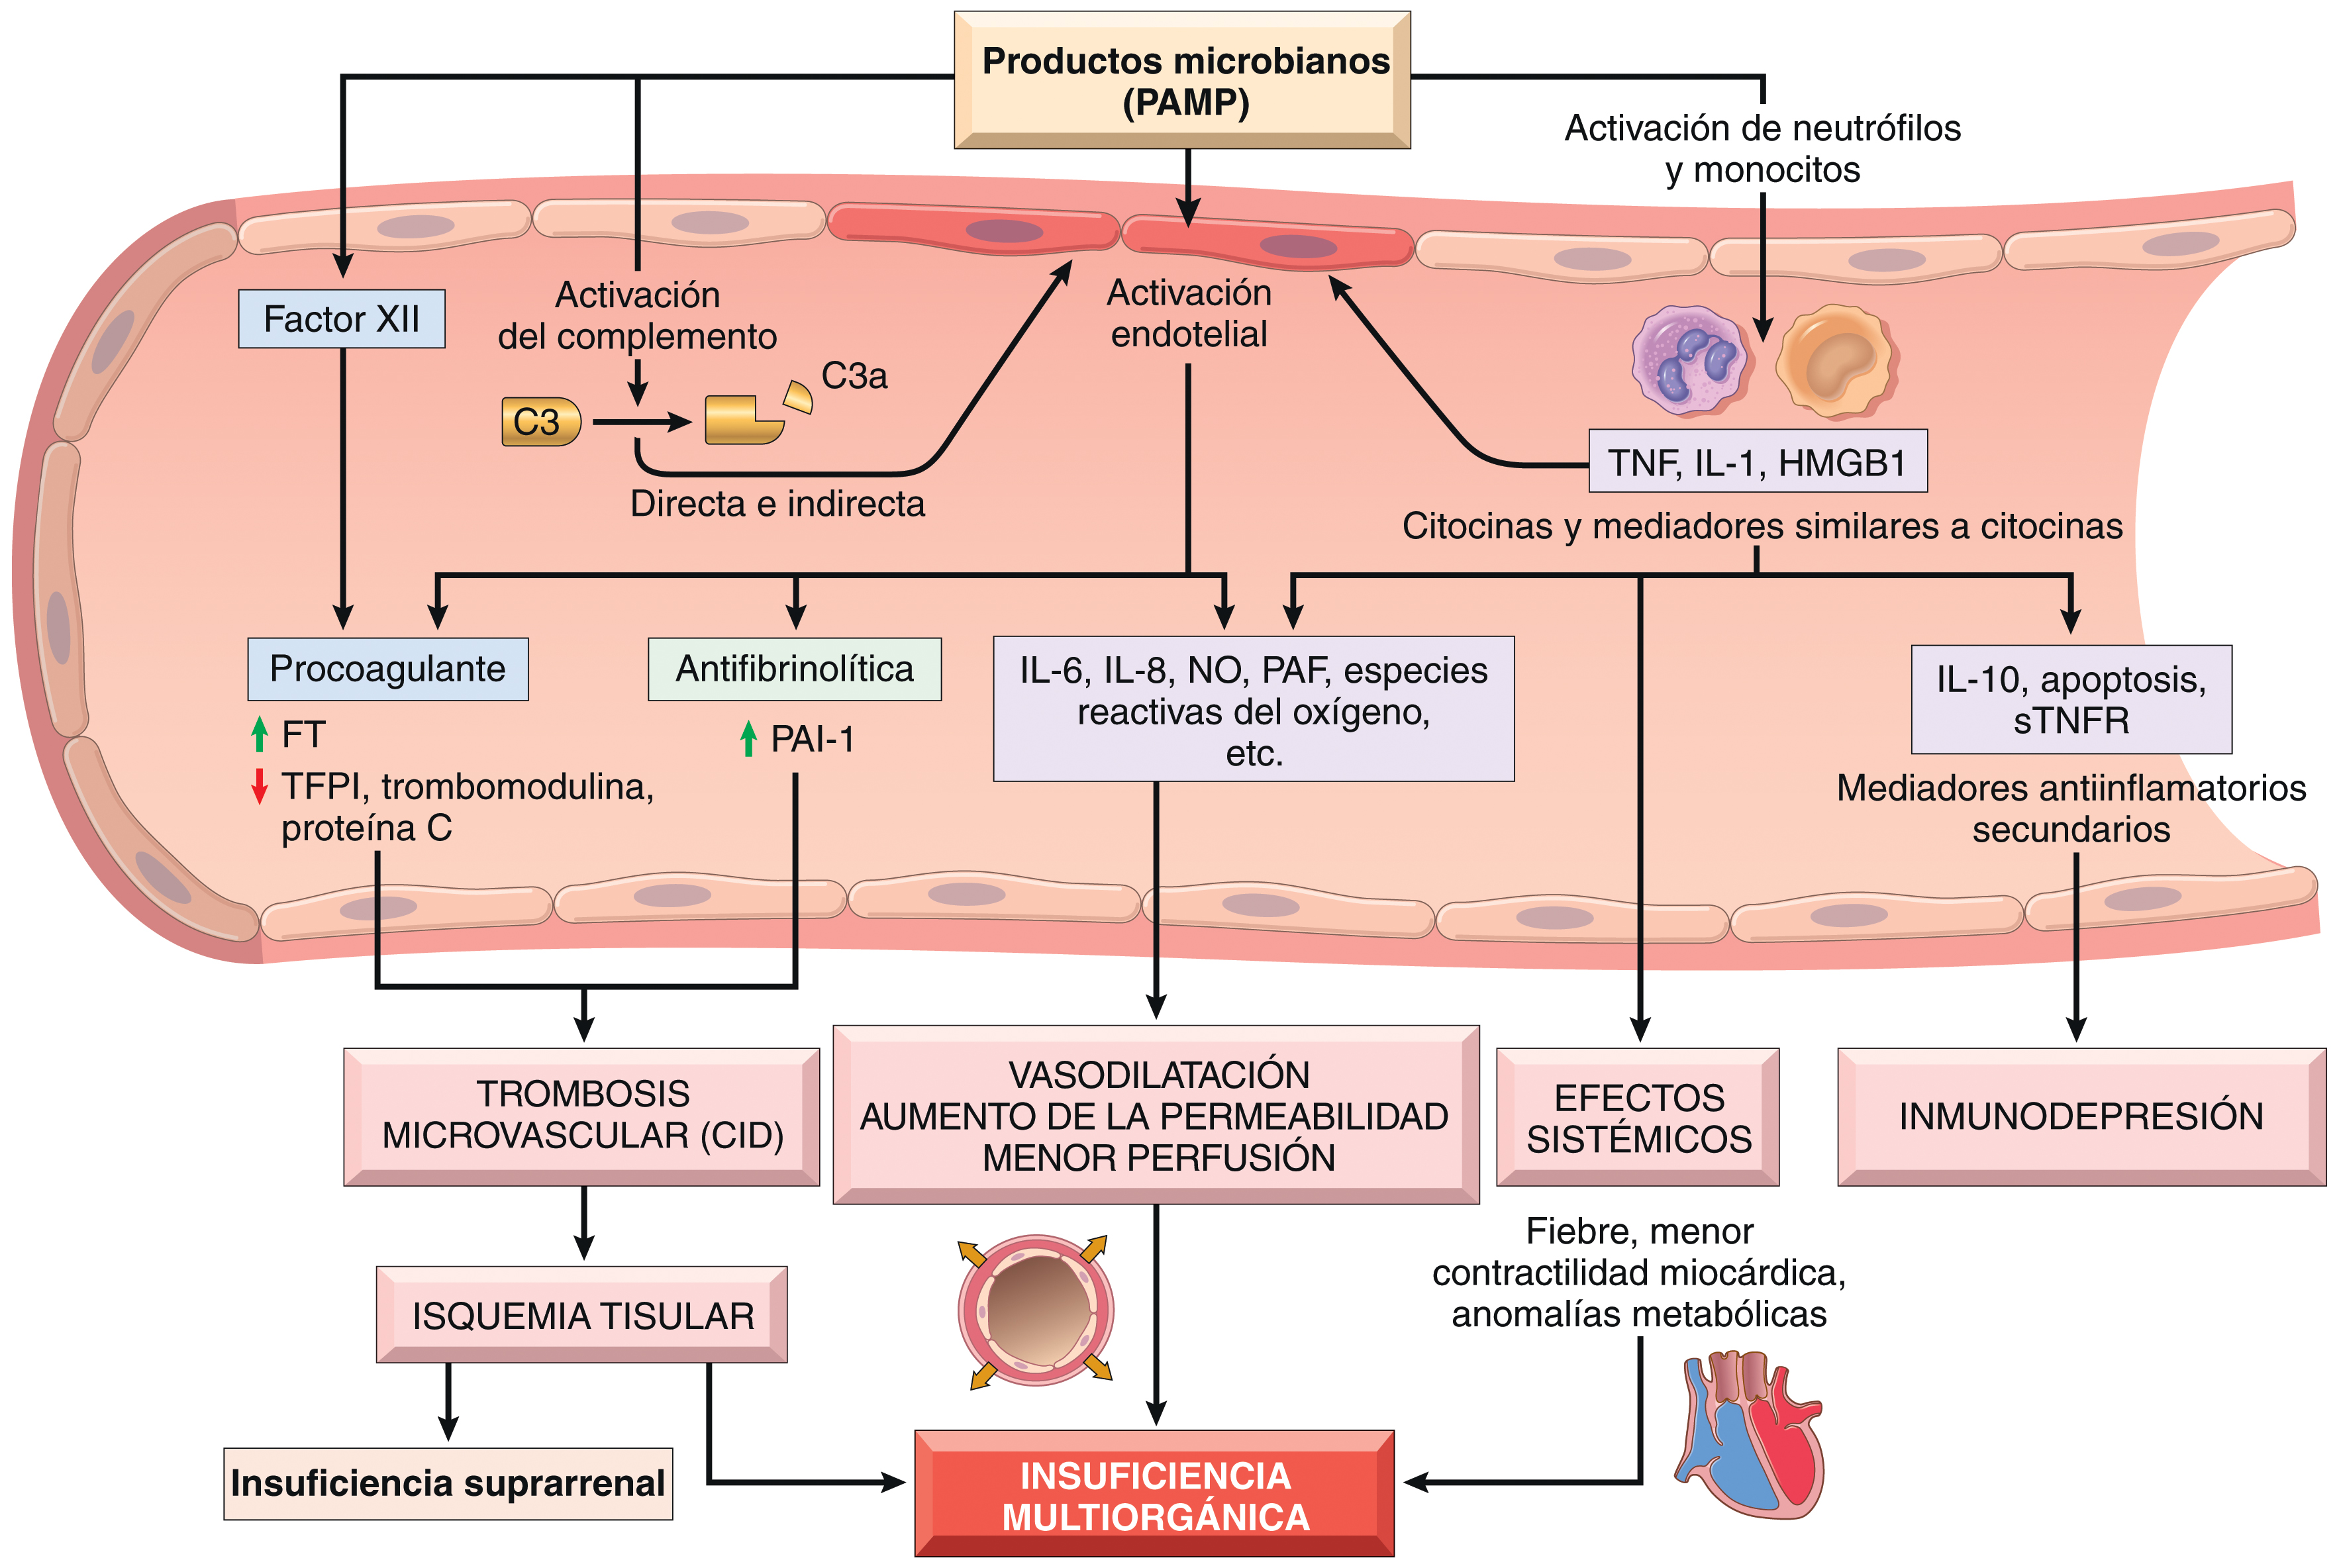 Productos microbianos
(PAMP)
Activación de neutrófilos
y monocitos
Factor XII
Activación
del complemento
C3
C3a
Directa e indirecta
Activación
endotelial
TNF, IL-1, HMGB1
Citocinas y mediadores similares a citocinas
Procoagulante
FT
TFPI, trombomodulina,
proteína C
Antifibrinolítica
PAI-1
IL-6, IL-8, NO, PAF, especies
reactivas del oxígeno,
etc.
IL-10, apoptosis,
sTNFR
Mediadores antiinflamatorios
secundarios
TROMBOSIS
MICROVASCULAR (CID)
VASODILATACIÓN
AUMENTO DE LA PERMEABILIDAD
MENOR PERFUSIÓN
EFECTOS
SISTÉMICOS
INMUNODEPRESIÓN
Fiebre, menor
contractilidad miocárdica,
anomalías metabólicas
ISQUEMIA TISULAR
Insuficiencia suprarrenal
INSUFICIENCIA
MULTIORGÁNICA